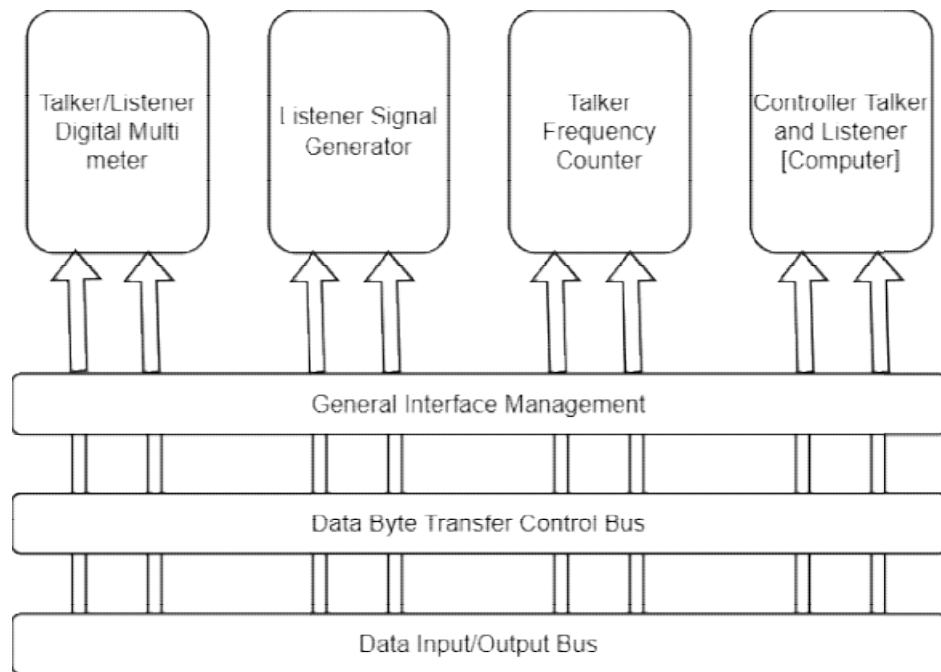 Talker/Listener
Digital Multi
meter
Listener Signal
Generator
Talker
Frequency
Counter
Controller Talker
and Listener
[Computer]
General Interface Management
Data Byte Transfer Control Bus
Data Input/Output Bus